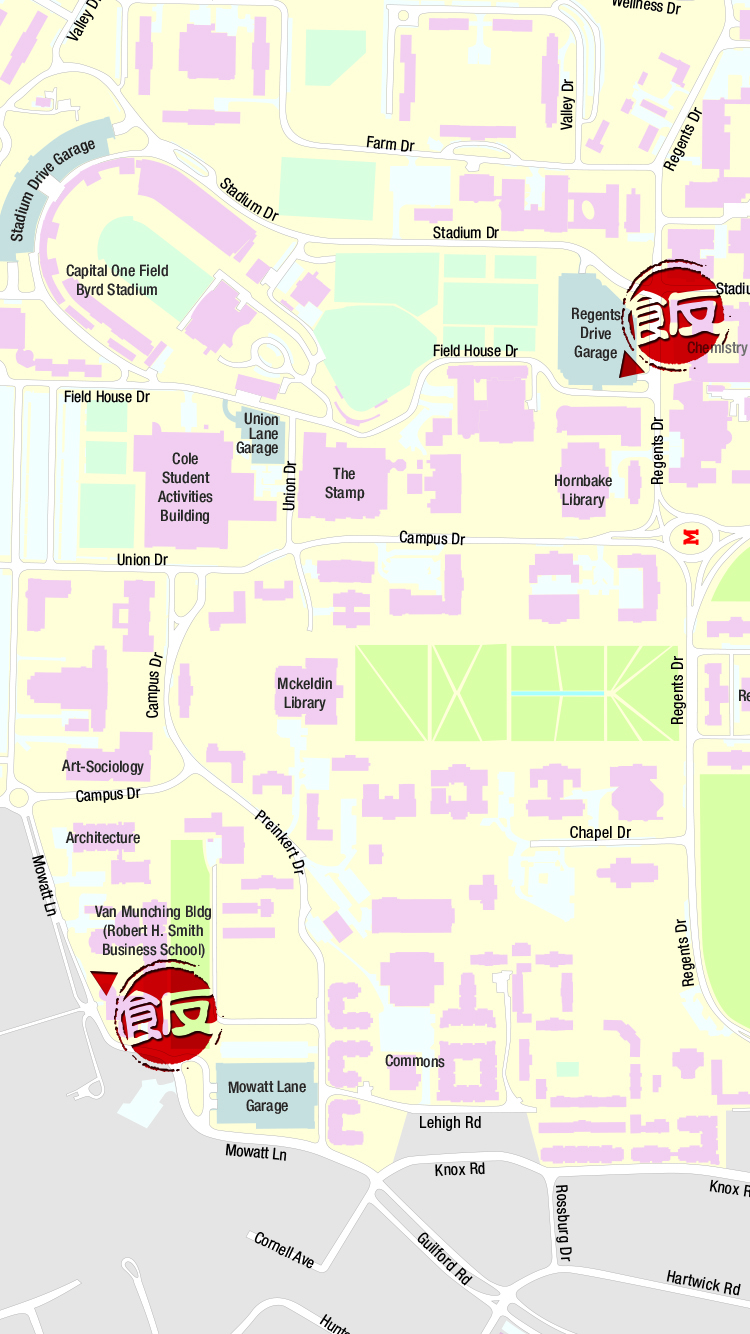 Valley D
Wellness Dr
Valley Dr
Regents Dr
Farm Dr
Stadium Drive Garage
Stadium Dr
Stadium Dr
Capital One Field
Byrd Stadium
飯
Stadiu
Regents
Drive
Garage
Chemistry
Field House Dr
Field House Dr
Union
Lane
Garage
Cole
Student
Activities
Building
Union Dr
The
Stamp
Hornbake
Library
Regents Dr
Campus Dr
M
Union Dr
Campus Dr
Mckeldin
Library
Regents Dr
Re
Art-Sociology
Campus Dr
Preinkert Dr
Chapel Dr
Architecture
Mowatt Ln
Van Munching Bldg
(Robert H. Smith
Business School)
Regents Dr
飯
Commons
Mowatt Lane
Garage
Lehigh Rd
Mowatt Ln
Knox Rd
Knox R
Rossburg Dr
Cornell Ave
Guilford Rd
Hartwick Rd
Hunt